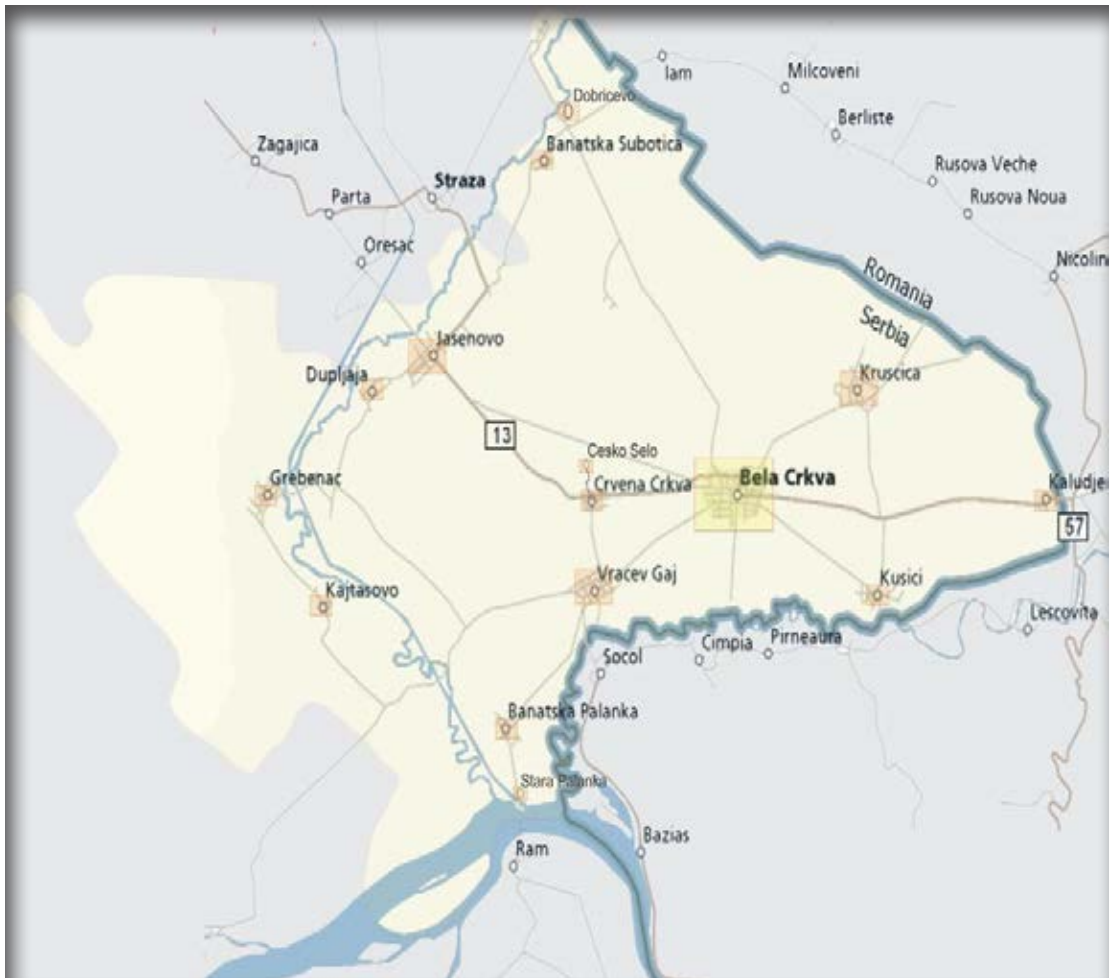 Iam
Milcoveni
Dobricevo
Berliste
Zagajica
Banatska Subotica
Rusova Veche
Straza
Parta
Rusova Noua
Oresac
Nicolin
Romania
Serbia
Jasenovo
Dupljaja
Kruscica
13
Cesko Selo
Grebenac
Crvena Crkva
Bela Crkva
Kaludjer
57
Vracev Gaj
Kusici
Kajtasovo
Lescovita
Socol
Cimpia
Pirneaura
Banatska Palanka
Stara Palanka
Ram
Bazias